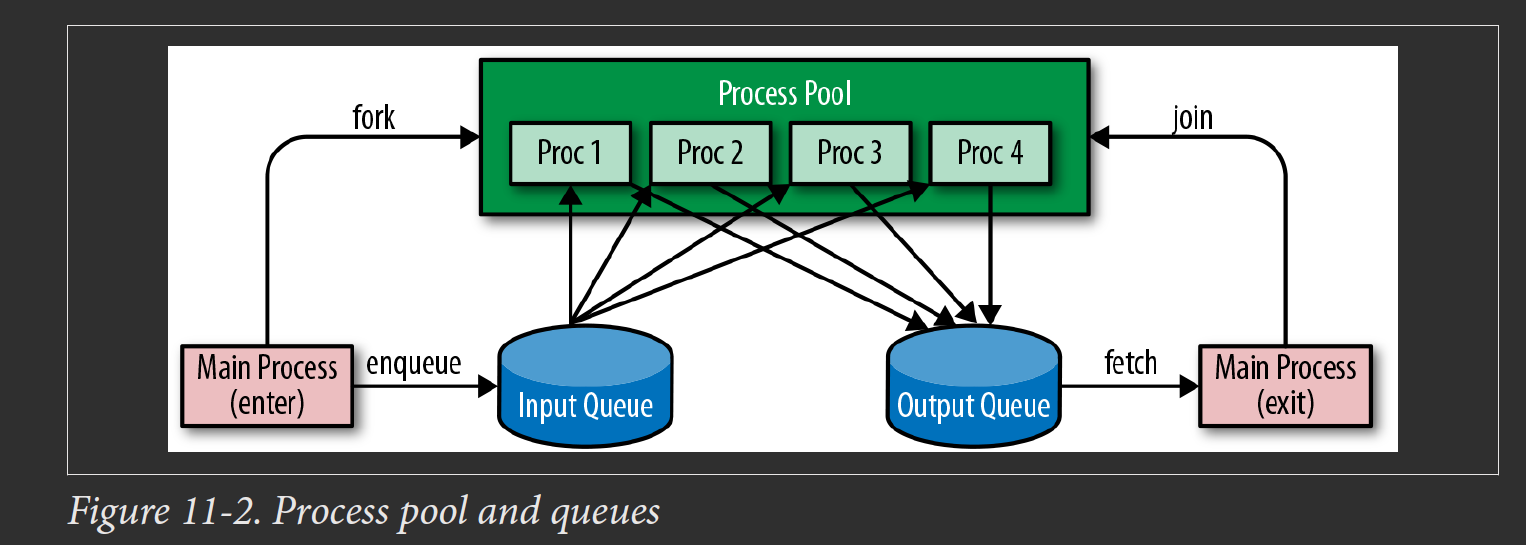 Process Pool
fork
join
Proc 1
Proc 2
Proc 3
Proc 4
Main Process
(enter)
enqueue
Input Queue
Output Queue
fetch
Main Process
(exit)
Figure 11-2. Process pool and queues